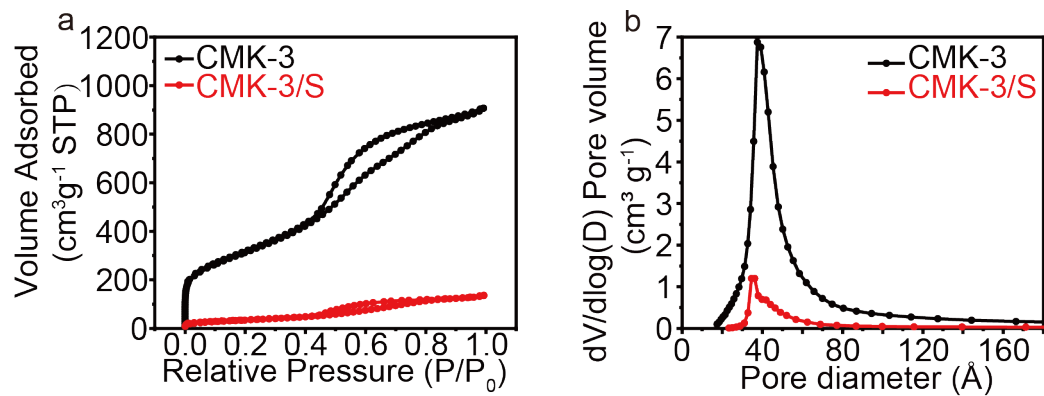 a
Volume Adsorbed
(cm³g⁻¹ STP)
1200
1000
800
600
400
200
0
CMK-3
CMK-3/S
0.0 0.2 0.4 0.6 0.8 1.0
Relative Pressure (P/P₀)
b
dV/dlog(D) Pore volume
(cm³ g⁻¹)
7
6
5
4
3
2
1
0
CMK-3
CMK-3/S
0 40 80 120 160
Pore diameter (Å)